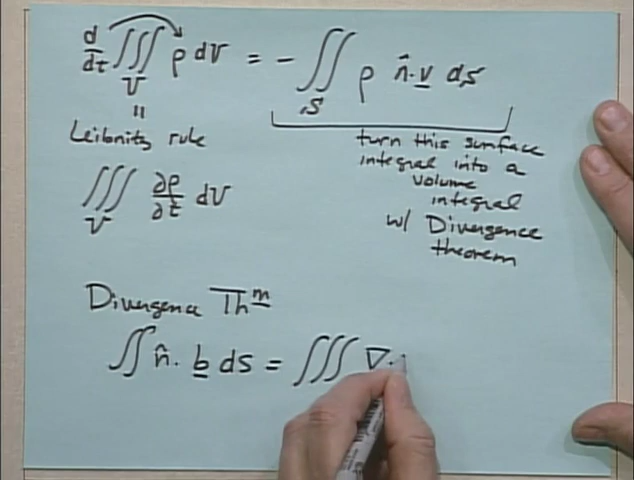 d/dt ∭_V ρ dV = - ∬_S ρ n̂·v dS
"
Leibnitz rule
turn this surface
integral into a
volume
integral
w/ Divergence
theorem
∭_V ∂ρ/∂t dV
Divergence Thm
∬ n̂· b dS = ∭ ∇·